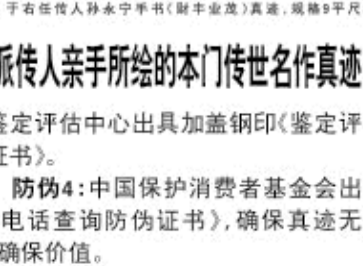 于右任传人孙永宁手书《财丰业茂》真迹,规格9平尺
派传人亲手所绘的本门传世名作真迹
鉴定评估中心出具加盖钢印《鉴定评
证书》。
防伪4:中国保护消费者基金会出
电话查询防伪证书》,确保真迹无
确保价值。